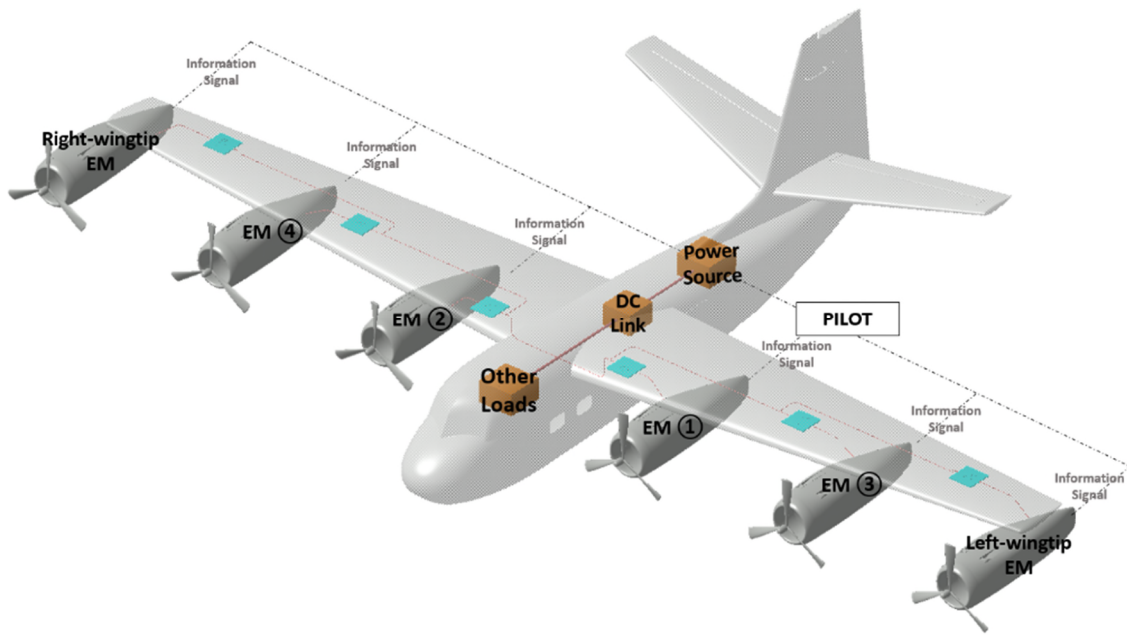 Information
Signal
Right-wingtip
EM
Information
Signal
EM ④
Information
Signal
EM ②
Power
Source
DC
Link
PILOT
Other
Loads
Information
Signal
EM ①
Information
Signal
EM ③
Information
Signal
Left-wingtip
EM